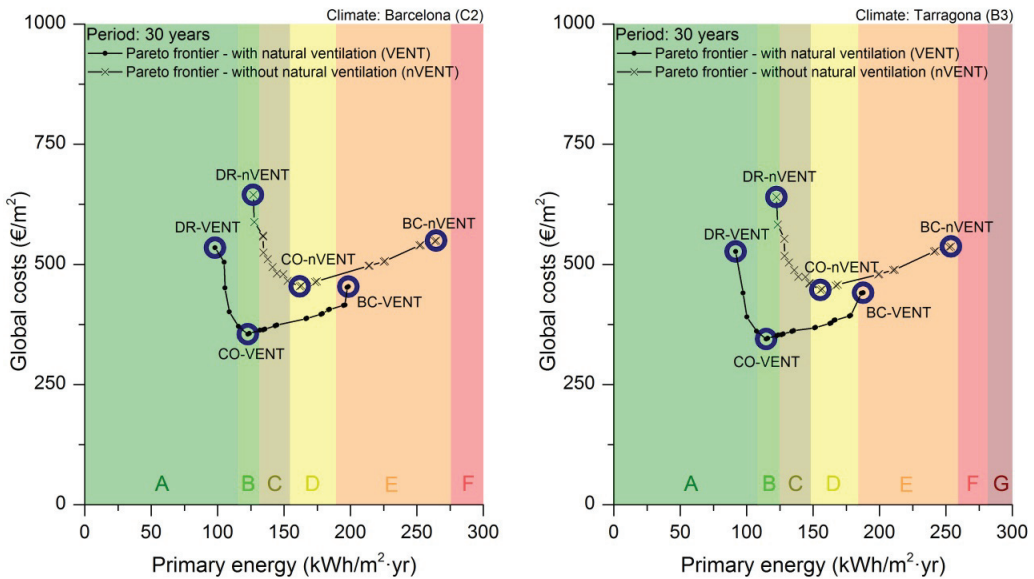 Climate: Barcelona (C2)
Period: 30 years
Pareto frontier - with natural ventilation (VENT)
Pareto frontier - without natural ventilation (nVENT)
Global costs (€/m²)
1000
750
500
250
0
DR-nVENT
DR-VENT
BC-nVENT
CO-nVENT
BC-VENT
CO-VENT
A B C D E F
0 50 100 150 200 250 300
Primary energy (kWh/m²·yr)
Climate: Tarragona (B3)
Period: 30 years
Pareto frontier - with natural ventilation (VENT)
Pareto frontier - without natural ventilation (nVENT)
Global costs (€/m²)
1000
750
500
250
0
DR-nVENT
DR-VENT
BC-nVENT
CO-nVENT
BC-VENT
CO-VENT
A B C D E F G
0 50 100 150 200 250 300
Primary energy (kWh/m²·yr)